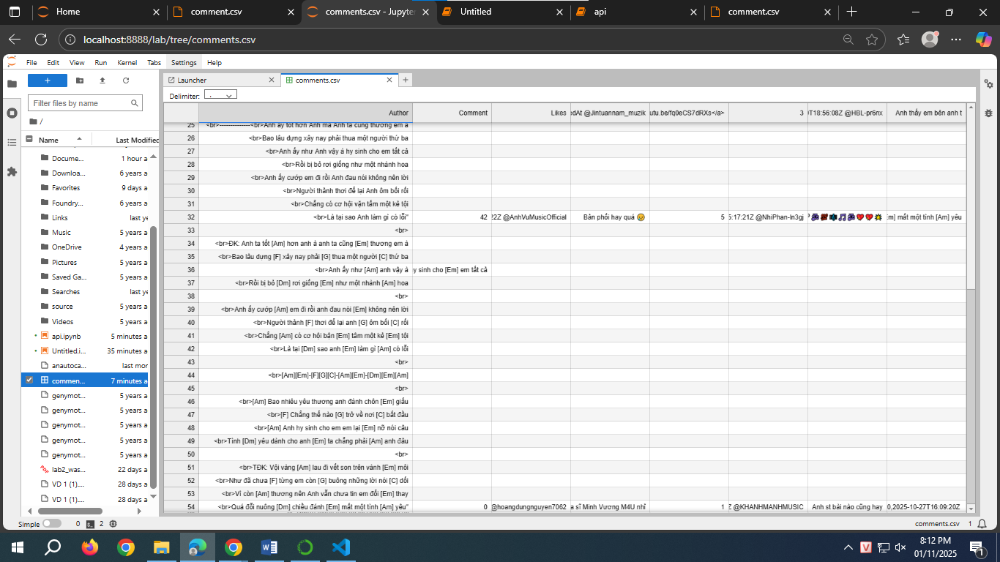 Home
comment.csv
comments.csv - Jupyter
Untitled
api
comment.csv
localhost:8888/lab/tree/comments.csv
File Edit View Run Kernel Tabs Settings Help
Launcher
comments.csv
Delimiter: ,
Filter files by name
/
Name Last Modified
Docume... 1 hour a
Downloa... 6 years a
Favorites 9 days a
Foundry... 6 years a
Links last ye
Music 5 years a
OneDrive 4 years a
Pictures 5 years a
Saved Ga... 5 years a
Searches last ye
source 5 years a
Videos 5 years a
api.ipynb 5 minutes a
Untitled.i... 35 minutes a
anautoca... last mor
commen... 7 minutes a
genymot... 5 years a
genymot... 5 years a
genymot... 5 years a
genymot... 5 years a
genymot... 5 years a
lab2_was... 22 days a
VD 1 (1).... 28 days a
VD 1 (1).... 28 days a
Author Comment Likes edAt @Jintuannam_muzik utu.be/fq0eCS7dRXs</a> 3 0T18:56:08Z @HBL-pr6nx Anh thấy em bên anh t
25 <br>---------------<br>Anh ấy tốt hơn Anh mà Anh ta cũng thương em à
26 <br>Bao lâu dựng xây nay phải thua một người thứ ba
27 <br>Anh ấy như Anh vậy á hy sinh cho em tất cả
28 <br>Rồi bị bỏ rơi giống như một nhành hoa
29 <br>Anh ấy cướp em đi rồi Anh đau nói không nên lời
30 <br>Người thành thơi để lại Anh ôm bối rối
31 <br>Chẳng có cơ hội vặn tấm một kẻ tội
32 <br>Là tại sao Anh làm gì có lỗi" 42 22Z @AnhVuMusicOfficial Bản phối hay quá 😢 5 5:17:21Z @NhiPhan-ln3gj Em] mất một tình [Am] yêu
33 <br>
34 <br>ĐK: Anh ta tốt [Am] hơn anh à anh ta cũng [Em] thương em à
35 <br>Bao lâu dựng [F] xây nay phải [G] thua một người [C] thứ ba
36 <br>Anh ấy như [Am] anh vậy á hy sinh cho [Em] em tất cả
37 <br>Rồi bị bỏ [Dm] rơi giống [Em] như một nhành [Am] hoa
38 <br>
39 <br>Anh ấy cướp [Am] em đi rồi anh đau nói [Em] không nên lời
40 <br>Người thành [F] thơi để lại anh [G] ôm bối [C] rối
41 <br>Chẳng [Am] có cơ hội bận [Em] tâm một kẻ [Em] tội
42 <br>Là tại [Dm] sao anh [Em] làm gì [Am] có lỗi
43 <br>
44 <br>[Am][Em]-[F][G][C]-[Am][Em]-[Dm][Em][Am]
45 <br>
46 <br>[Am] Bao nhiêu yêu thương anh đành chôn [Em] giấu
47 <br>[F] Chẳng thể nào [G] trở về nơi [C] bắt đầu
48 <br>[Am] Anh hy sinh cho em em lại [Em] nỡ nói câu
49 <br>Tình [Dm] yêu dành cho anh [Em] ta chẳng phải [Am] anh đâu
50 <br>
51 <br>TĐK: Vội vàng [Am] lau đi vết son trên vành [Em] môi
52 <br>Như đã chưa [F] từng em còn [G] buông những lời nói [C] dối
53 <br>Vì còn [Am] thương nên Anh vẫn chưa tin em đổi [Em] thay
54 <br>Quá đỗi nuông [Dm] chiều đánh [Em] mất một tình [Am] yêu" 0 @hoangdungnguyen7062 a sĩ Minh Vương M4U nhỉ 1 Z @KHANHMANHMUSIC Anh st bài nào cũng hay 0,2025-10-27T16:09:20Z
Simple 0 2 comments.csv 1
8:12 PM
01/11/2025
1